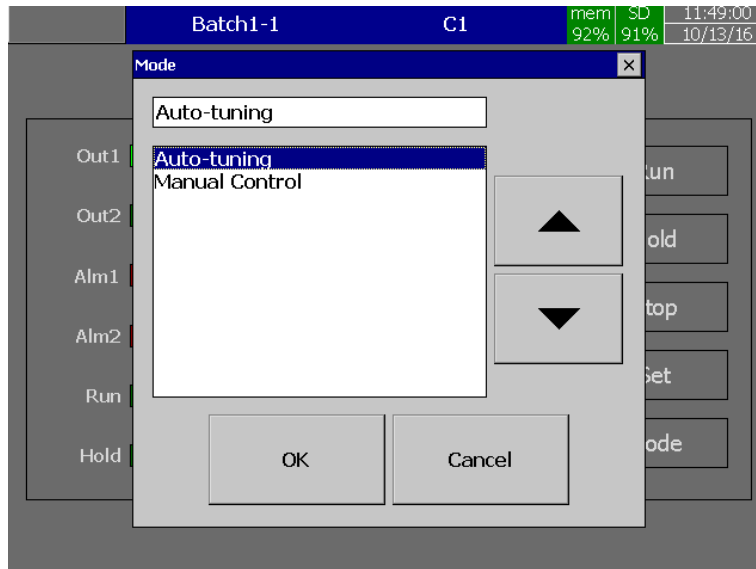 Batch1-1 C1 mem SD 11:49:00
92% 91% 10/13/16
Mode
Auto-tuning
Auto-tuning
Manual Control
Out1
Out2
Alm1
Alm2
Run
Hold
OK Cancel